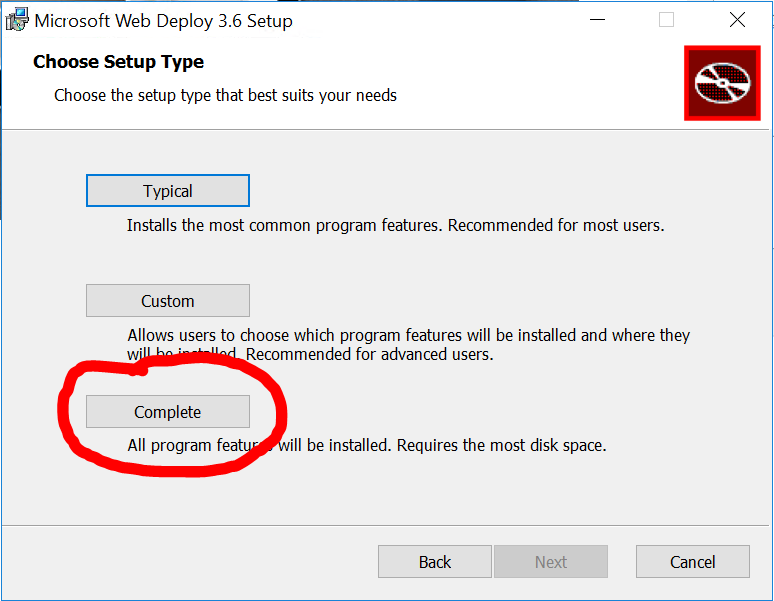 Microsoft Web Deploy 3.6 Setup
Choose Setup Type
Choose the setup type that best suits your needs
Typical
Installs the most common program features. Recommended for most users.
Custom
Allows users to choose which program features will be installed and where they
will be installed. Recommended for advanced users.
Complete
All program features will be installed. Requires the most disk space.
Back
Next
Cancel